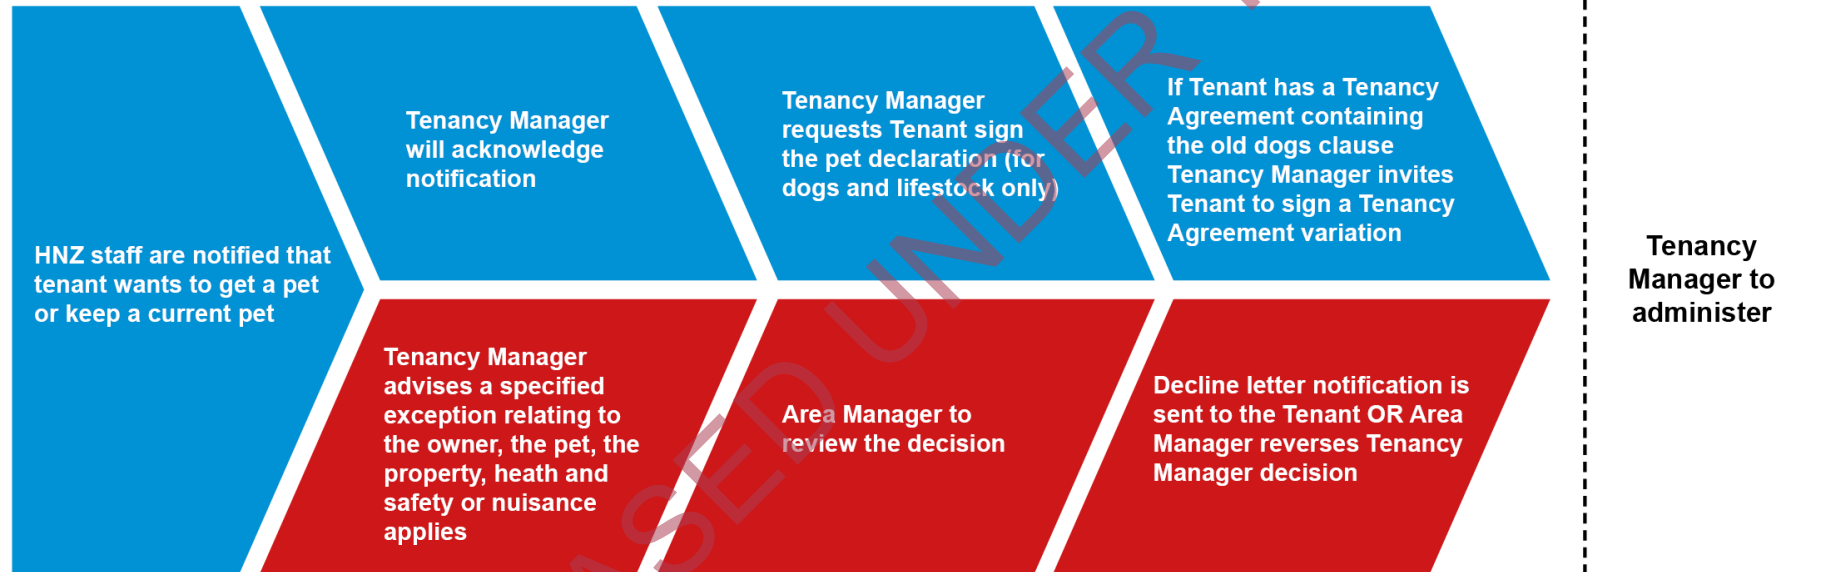 HNZ staff are notified that
tenant wants to get a pet
or keep a current pet
Tenancy Manager
will acknowledge
notification
Tenancy Manager
requests Tenant sign
the pet declaration (for
dogs and lifestock only)
If Tenant has a Tenancy
Agreement containing
the old dogs clause
Tenancy Manager invites
Tenant to sign a Tenancy
Agreement variation
Tenancy Manager
advises a specified
exception relating to
the owner, the pet, the
property, heath and
safety or nuisance
applies
Area Manager to
review the decision
Decline letter notification is
sent to the Tenant OR Area
Manager reverses Tenancy
Manager decision
Tenancy
Manager to
administer
UNDER